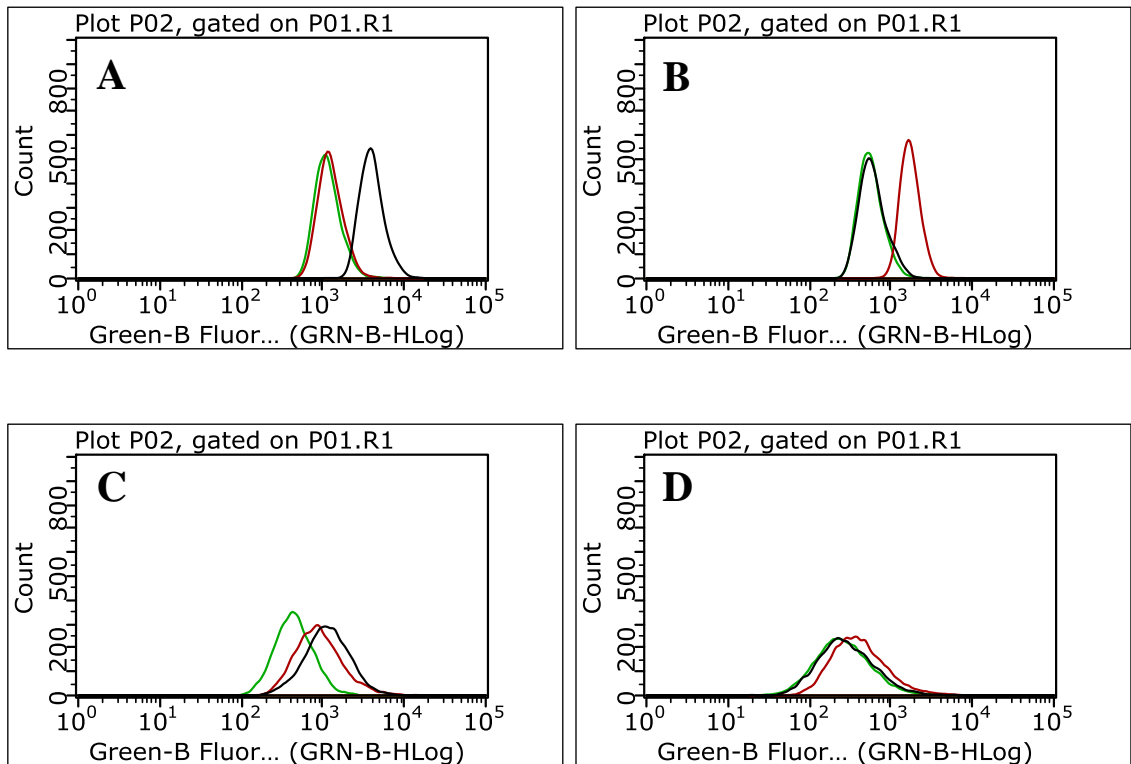 Plot P02, gated on P01.R1
A
Count
800
500
200
0
10^0 10^1 10^2 10^3 10^4 10^5
Green-B Fluor... (GRN-B-HLog)
Plot P02, gated on P01.R1
B
Count
800
500
200
0
10^0 10^1 10^2 10^3 10^4 10^5
Green-B Fluor... (GRN-B-HLog)
Plot P02, gated on P01.R1
C
Count
800
500
200
0
10^0 10^1 10^2 10^3 10^4 10^5
Green-B Fluor... (GRN-B-HLog)
Plot P02, gated on P01.R1
D
Count
800
500
200
0
10^0 10^1 10^2 10^3 10^4 10^5
Green-B Fluor... (GRN-B-HLog)